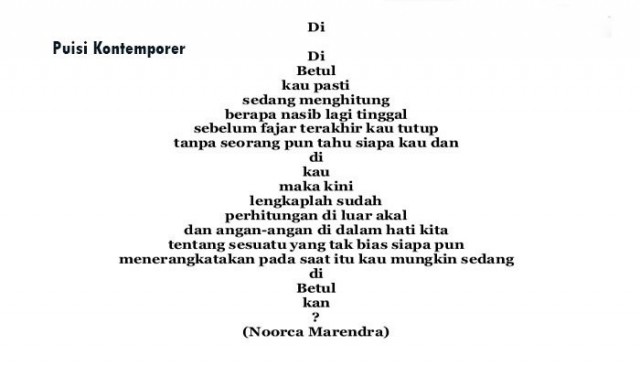 Di
Puisi Kontemporer
Di
Betul
kau pasti
sedang menghitung
berapa nasib lagi tinggal
sebelum fajar terakhir kau tutup
tanpa seorang pun tahu siapa kau dan
di
kau
maka kini
lengkaplah sudah
perhitungan di luar akal
dan angan-angan di dalam hati kita
tentang sesuatu yang tak bias siapa pun
menerangkatakan pada saat itu kau mungkin sedang
di
Betul
kan
?
(Noorca Marendra)